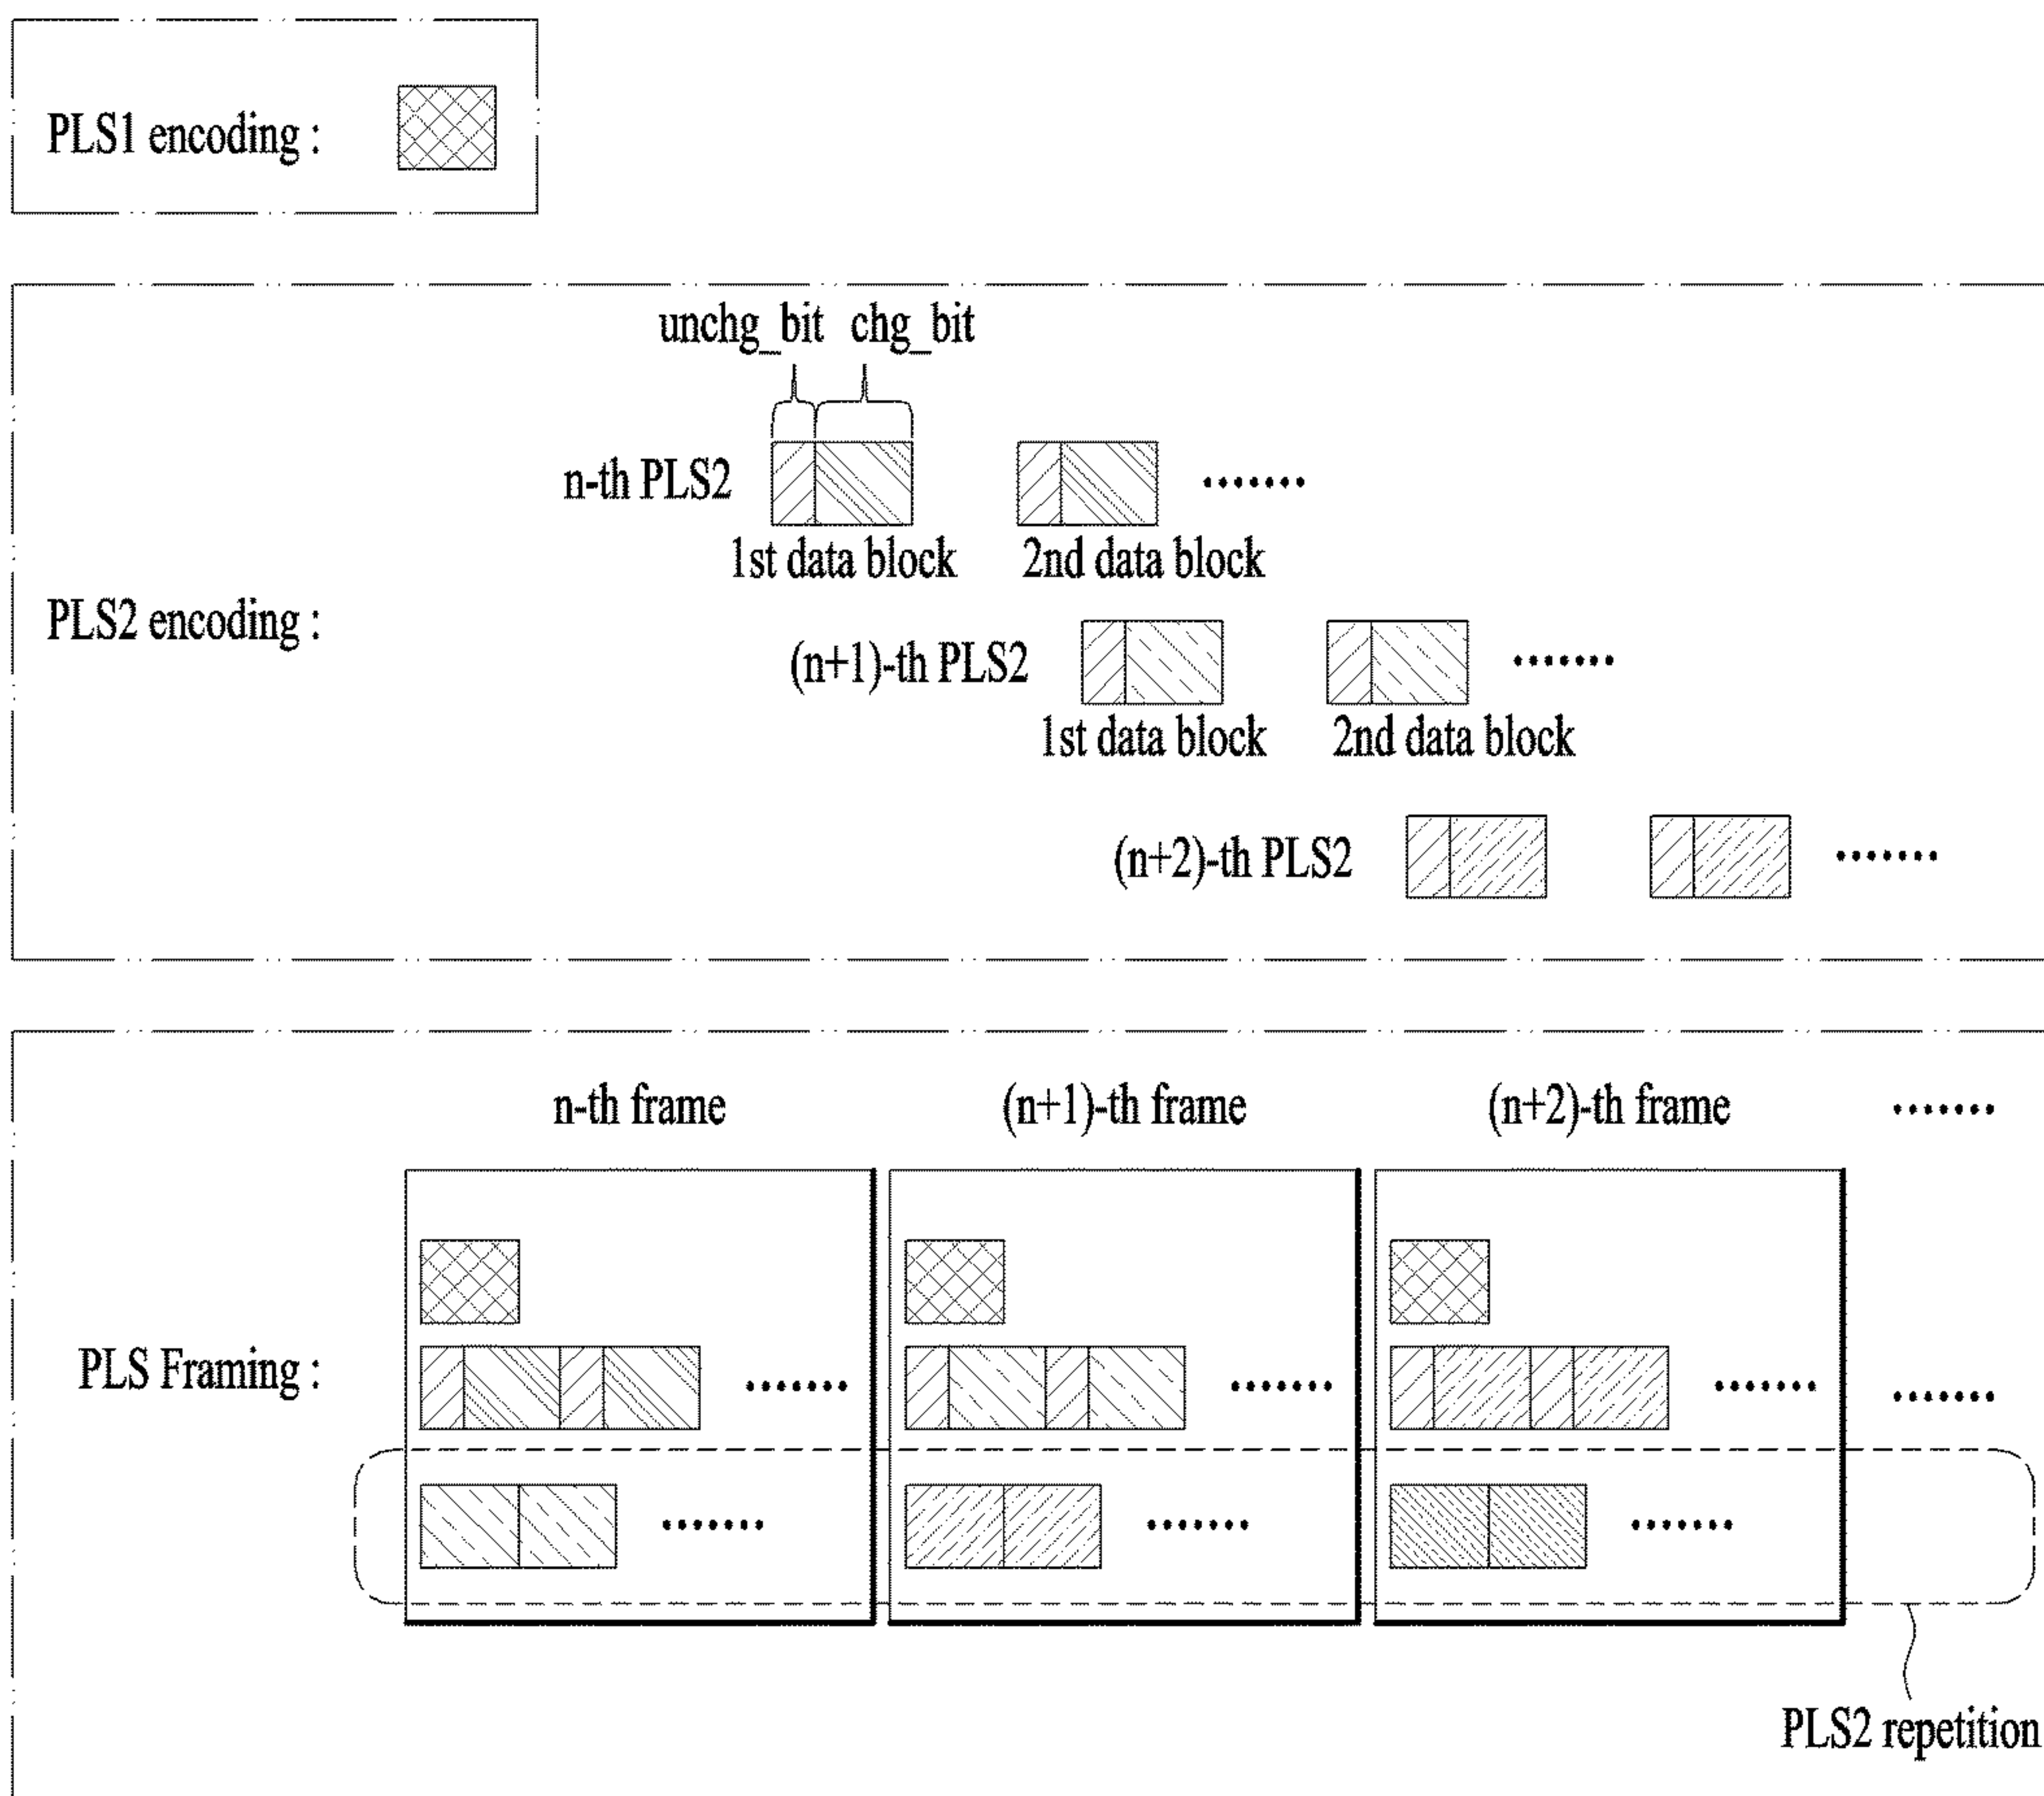 PLS1 encoding :
unchg_bit chg_bit
n-th PLS2 .......
1st data block 2nd data block
PLS2 encoding :
(n+1)-th PLS2 .......
1st data block 2nd data block
(n+2)-th PLS2 .......
n-th frame (n+1)-th frame (n+2)-th frame .......
PLS Framing : ....... ....... ....... .......
....... ....... .......
PLS2 repetition